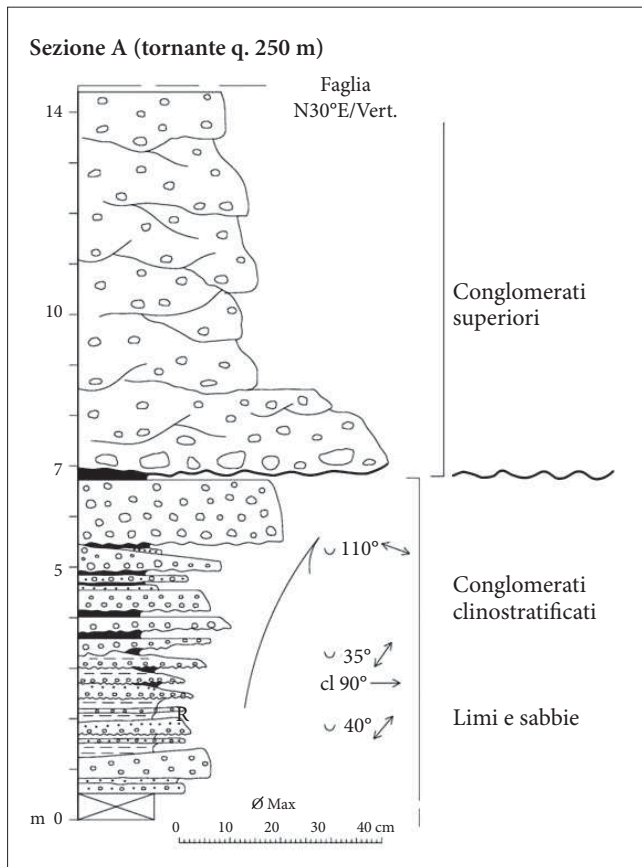 Sezione A (tornante q. 250 m)
Faglia
N30°E/Vert.
14
10
Conglomerati
superiori
7
110°
5
Conglomerati
clinostratificati
35°
cl 90°
R
40°
Limi e sabbie
Ø Max
m 0
0 10 20 30 40 cm